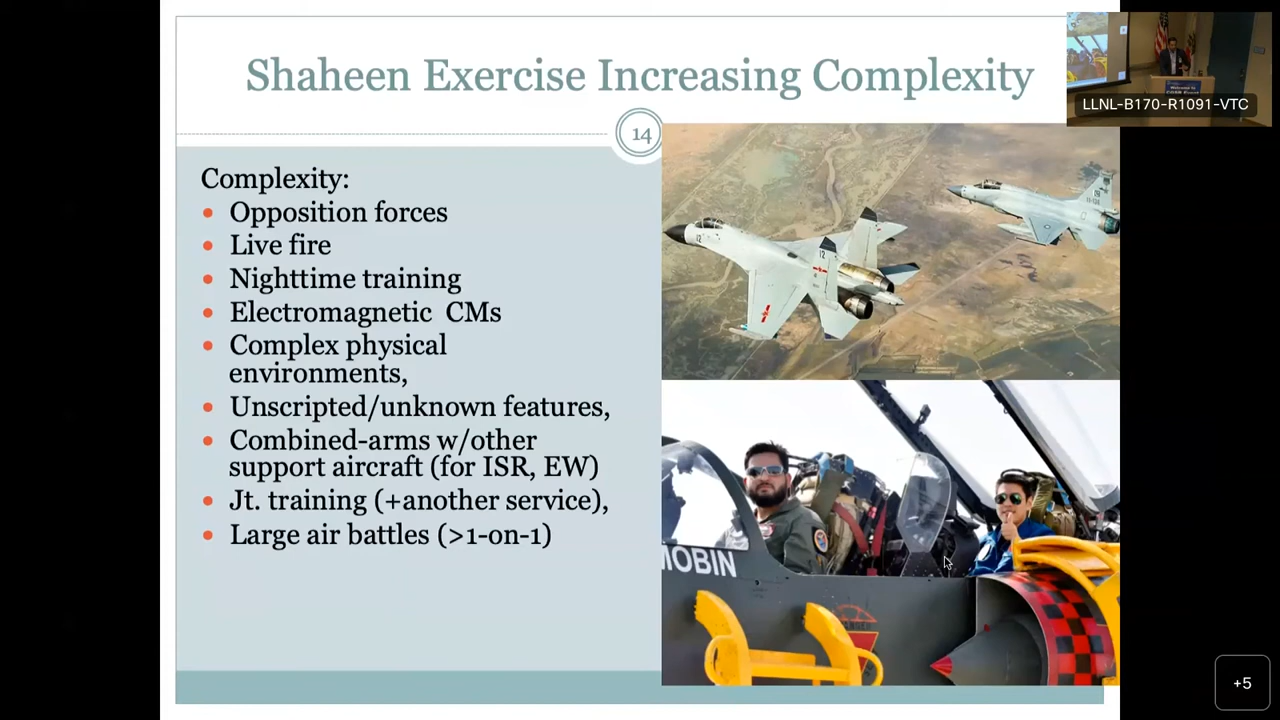 Shaheen Exercise Increasing Complexity
LLNL-B170-R1091-VTC
14
Complexity:
• Opposition forces
• Live fire
• Nighttime training
• Electromagnetic CMs
• Complex physical
environments,
• Unscripted/unknown features,
• Combined-arms w/other
support aircraft (for ISR, EW)
• Jt. training (+another service),
• Large air battles (>1-on-1)
12
12
MOBIN
+5